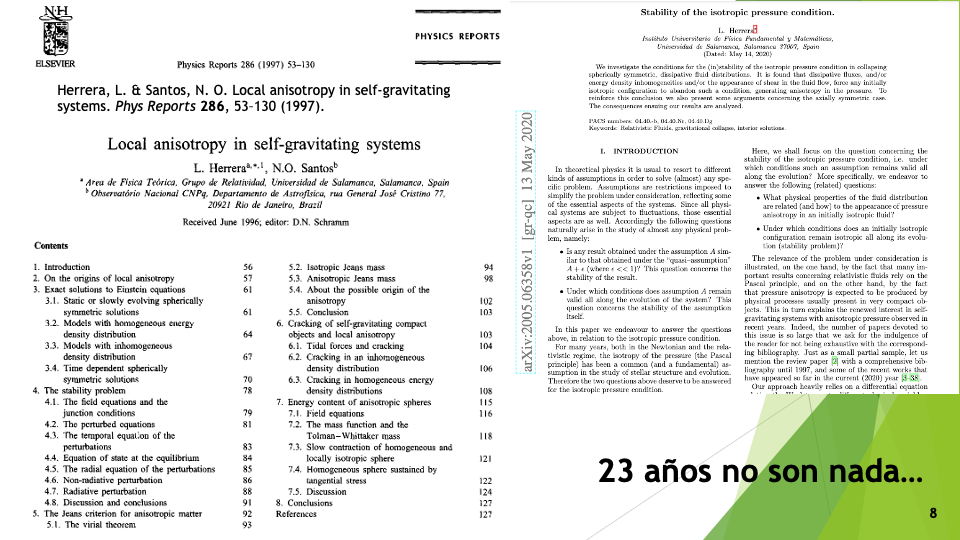 N·H
ELSEVIER
PHYSICS REPORTS
Physics Reports 286 (1997) 53–130
Herrera, L. & Santos, N. O. Local anisotropy in self-gravitating
systems. Phys Reports 286, 53–130 (1997).
Local anisotropy in self-gravitating systems
L. Herrera^a,*,1, N.O. Santos^b
^a Area de Física Teórica, Grupo de Relatividad, Universidad de Salamanca, Salamanca, Spain
^b Observatório Nacional CNPq, Departamento de Astrofísica, rua General José Cristino 77,
20921 Rio de Janeiro, Brazil
Received June 1996; editor: D.N. Schramm
Contents
1. Introduction 56
2. On the origins of local anisotropy 57
3. Exact solutions to Einstein equations 61
3.1. Static or slowly evolving spherically
symmetric solutions 61
3.2. Models with homogeneous energy
density distribution 64
3.3. Models with inhomogeneous
density distribution 67
3.4. Time dependent spherically
symmetric solutions 70
4. The stability problem 78
4.1. The field equations and the
junction conditions 79
4.2. The perturbed equations 81
4.3. The temporal equation of the
perturbations 83
4.4. Equation of state at the equilibrium 84
4.5. The radial equation of the perturbations 85
4.6. Non-radiative perturbation 86
4.7. Radiative perturbation 88
4.8. Discussion and conclusions 91
5. The Jeans criterion for anisotropic matter 92
5.1. The virial theorem 93
5.2. Isotropic Jeans mass 94
5.3. Anisotropic Jeans mass 98
5.4. About the possible origin of the
anisotropy 102
5.5. Conclusion 103
6. Cracking of self-gravitating compact
objects and local anisotropy 103
6.1. Tidal forces and cracking 104
6.2. Cracking in an inhomogeneous
density distribution 106
6.3. Cracking in homogeneous energy
density distributions 108
7. Energy content of anisotropic spheres 115
7.1. Field equations 116
7.2. The mass function and the
Tolman–Whittaker mass 118
7.3. Slow contraction of homogeneous and
locally isotropic sphere 121
7.4. Homogeneous sphere sustained by
tangential stress 122
7.5. Discussion 124
8. Conclusions 127
References 127
arXiv:2005.06358v1 [gr-qc] 13 May 2020
Stability of the isotropic pressure condition.
L. Herrera
Instituto Universitario de Física Fundamental y Matemáticas,
Universidad de Salamanca, Salamanca 37007, Spain
(Dated: May 14, 2020)
We investigate the conditions for the (in)stability of the isotropic pressure condition in collapsing
spherically symmetric, dissipative fluid distributions. It is found that dissipative fluxes, and/or
energy density inhomogeneities and/or the appearance of shear in the fluid flow, force any initially
isotropic configuration to abandon such a condition, generating anisotropy in the pressure. To
reinforce this conclusion we also present some arguments concerning the axially symmetric case.
The consequences ensuing our results are analyzed.
PACS numbers: 04.40.-b, 04.40.Nr, 04.40.Dg
Keywords: Relativistic Fluids, gravitational collapse, interior solutions.
I. INTRODUCTION
In theoretical physics it is usual to resort to different
kinds of assumptions in order to solve (almost) any spe-
cific problem. Assumptions are restrictions imposed to
simplify the problem under consideration, reflecting some
of the essential aspects of the systems. Since all physi-
cal systems are subject to fluctuations, those essential
aspects are as well. Accordingly the following questions
naturally arise in the study of almost any physical prob-
lem, namely:
• Is any result obtained under the assumption A sim-
ilar to that obtained under the "quasi-assumption"
A + ϵ (where ϵ << 1)? This question concerns the
stability of the result.
• Under which conditions does assumption A remain
valid all along the evolution of the system? This
question concerns the stability of the assumption
itself.
In this paper we endeavour to answer the questions
above, in relation to the isotropic pressure condition.
For many years, both in the Newtonian and the rela-
tivistic regime, the isotropy of the pressure (the Pascal
principle) has been a common (and a fundamental) as-
sumption in the study of stellar structure and evolution.
Therefore the two questions above deserve to be answered
for the isotropic pressure condition.
Here, we shall focus on the question concerning the
stability of the isotropic pressure condition, i.e. under
which conditions such an assumption remains valid all
along the evolution? More specifically, we endeavor to
answer the following (related) questions:
• What physical properties of the fluid distribution
are related (and how) to the appearance of pressure
anisotropy in an initially isotropic fluid?
• Under which conditions does an initially isotropic
configuration remain isotropic all along its evolu-
tion (stability problem)?
The relevance of the problem under consideration is
illustrated, on the one hand, by the fact that many im-
portant results concerning relativistic fluids rely on the
Pascal principle, and on the other hand, by the fact
that pressure anisotropy is expected to be produced by
physical processes usually present in very compact ob-
jects. This in turn explains the renewed interest in self-
gravitating systems with anisotropic pressure observed in
recent years. Indeed, the number of papers devoted to
this issue is so large that we ask for the indulgence of
the reader for not being exhaustive with the correspond-
ing bibliography. Just as a small partial sample, let us
mention the review paper [2] with a comprehensive bib-
liography until 1997, and some of the recent works that
have appeared so far in the current (2020) year [3–38].
Our approach heavily relies on a differential equation
23 años no son nada…
8